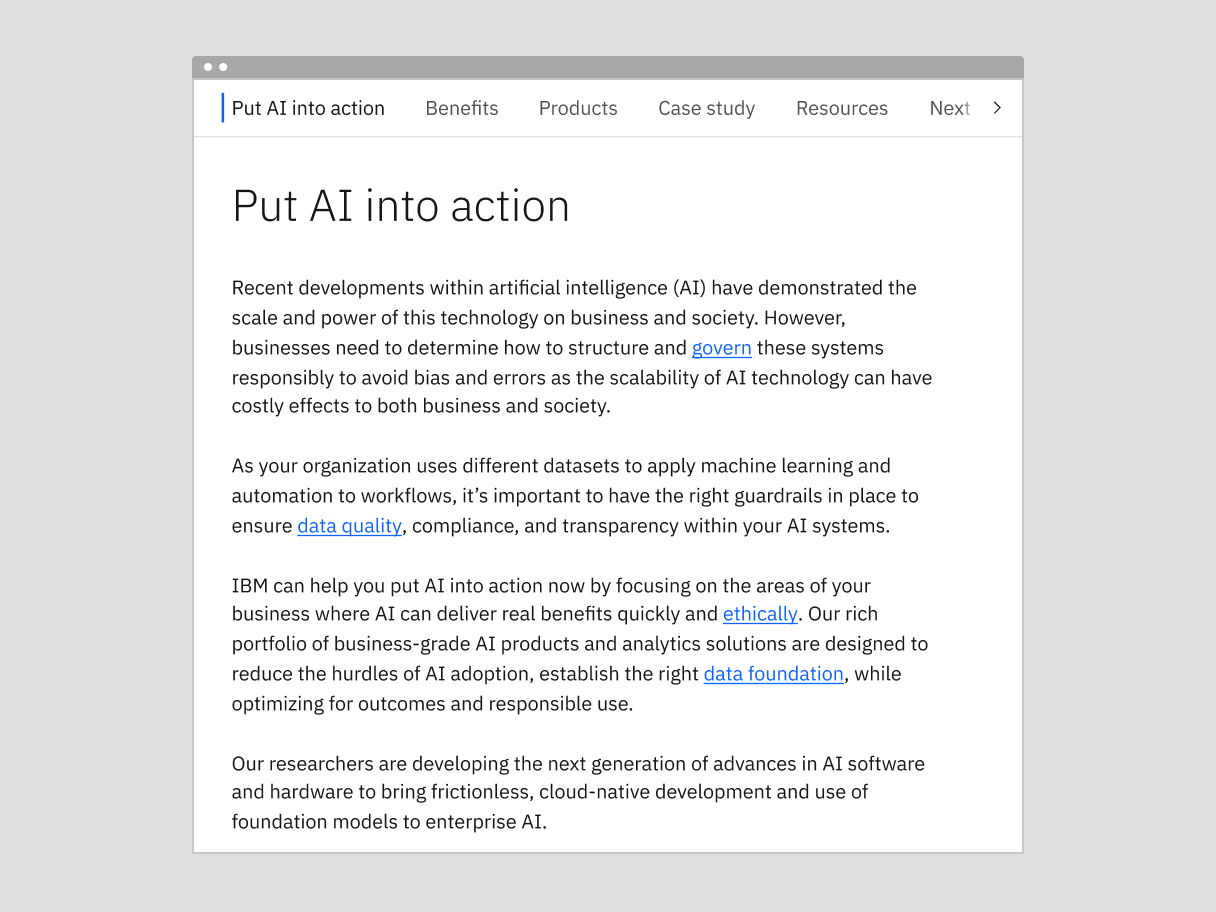 Put AI into action Benefits Products Case study Resources Next
Put AI into action
Recent developments within artificial intelligence (AI) have demonstrated the
scale and power of this technology on business and society. However,
businesses need to determine how to structure and govern these systems
responsibly to avoid bias and errors as the scalability of AI technology can have
costly effects to both business and society.
As your organization uses different datasets to apply machine learning and
automation to workflows, it’s important to have the right guardrails in place to
ensure data quality, compliance, and transparency within your AI systems.
IBM can help you put AI into action now by focusing on the areas of your
business where AI can deliver real benefits quickly and ethically. Our rich
portfolio of business-grade AI products and analytics solutions are designed to
reduce the hurdles of AI adoption, establish the right data foundation, while
optimizing for outcomes and responsible use.
Our researchers are developing the next generation of advances in AI software
and hardware to bring frictionless, cloud-native development and use of
foundation models to enterprise AI.